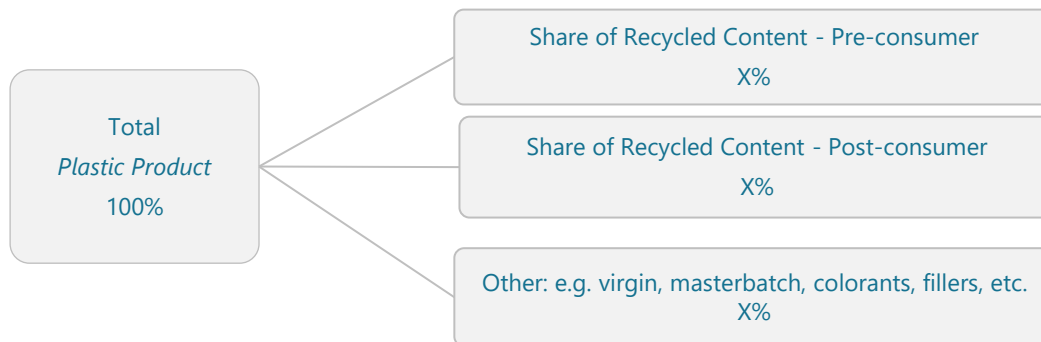 Share of Recycled Content - Pre-consumer
X%
Total
Plastic Product
100%
Share of Recycled Content - Post-consumer
X%
Other: e.g. virgin, masterbatch, colorants, fillers, etc.
X%